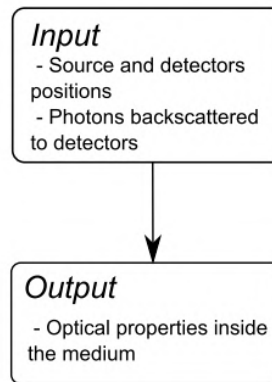 Input
- Source and detectors
positions
- Photons backscattered
to detectors
Output
- Optical properties inside
the medium